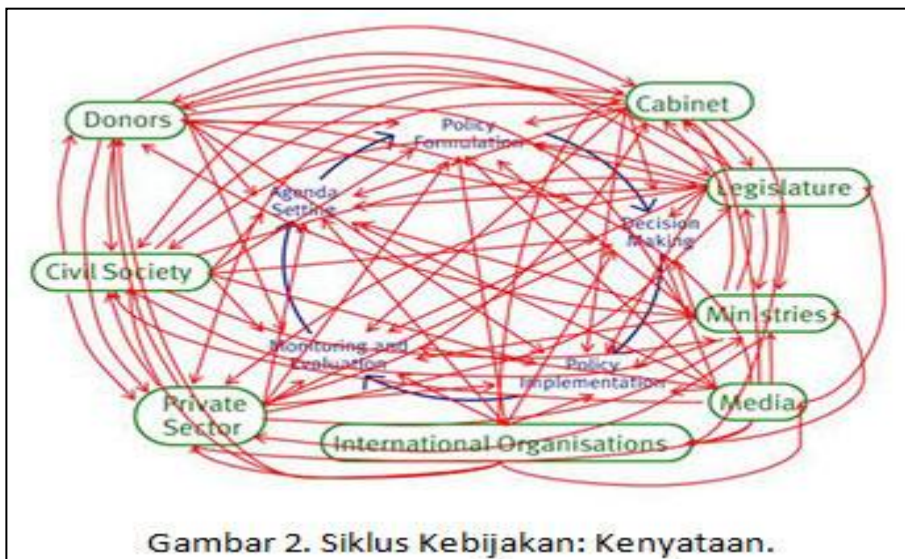 Donors
Cabinet
Policy
Formulation
Agenda
Setting
Legislature
Decision
Making
Civil Society
Ministries
Monitoring and
Evaluation
Policy
Implementation
Private
Sector
Media
International Organisations
Gambar 2. Siklus Kebijakan: Kenyataan.